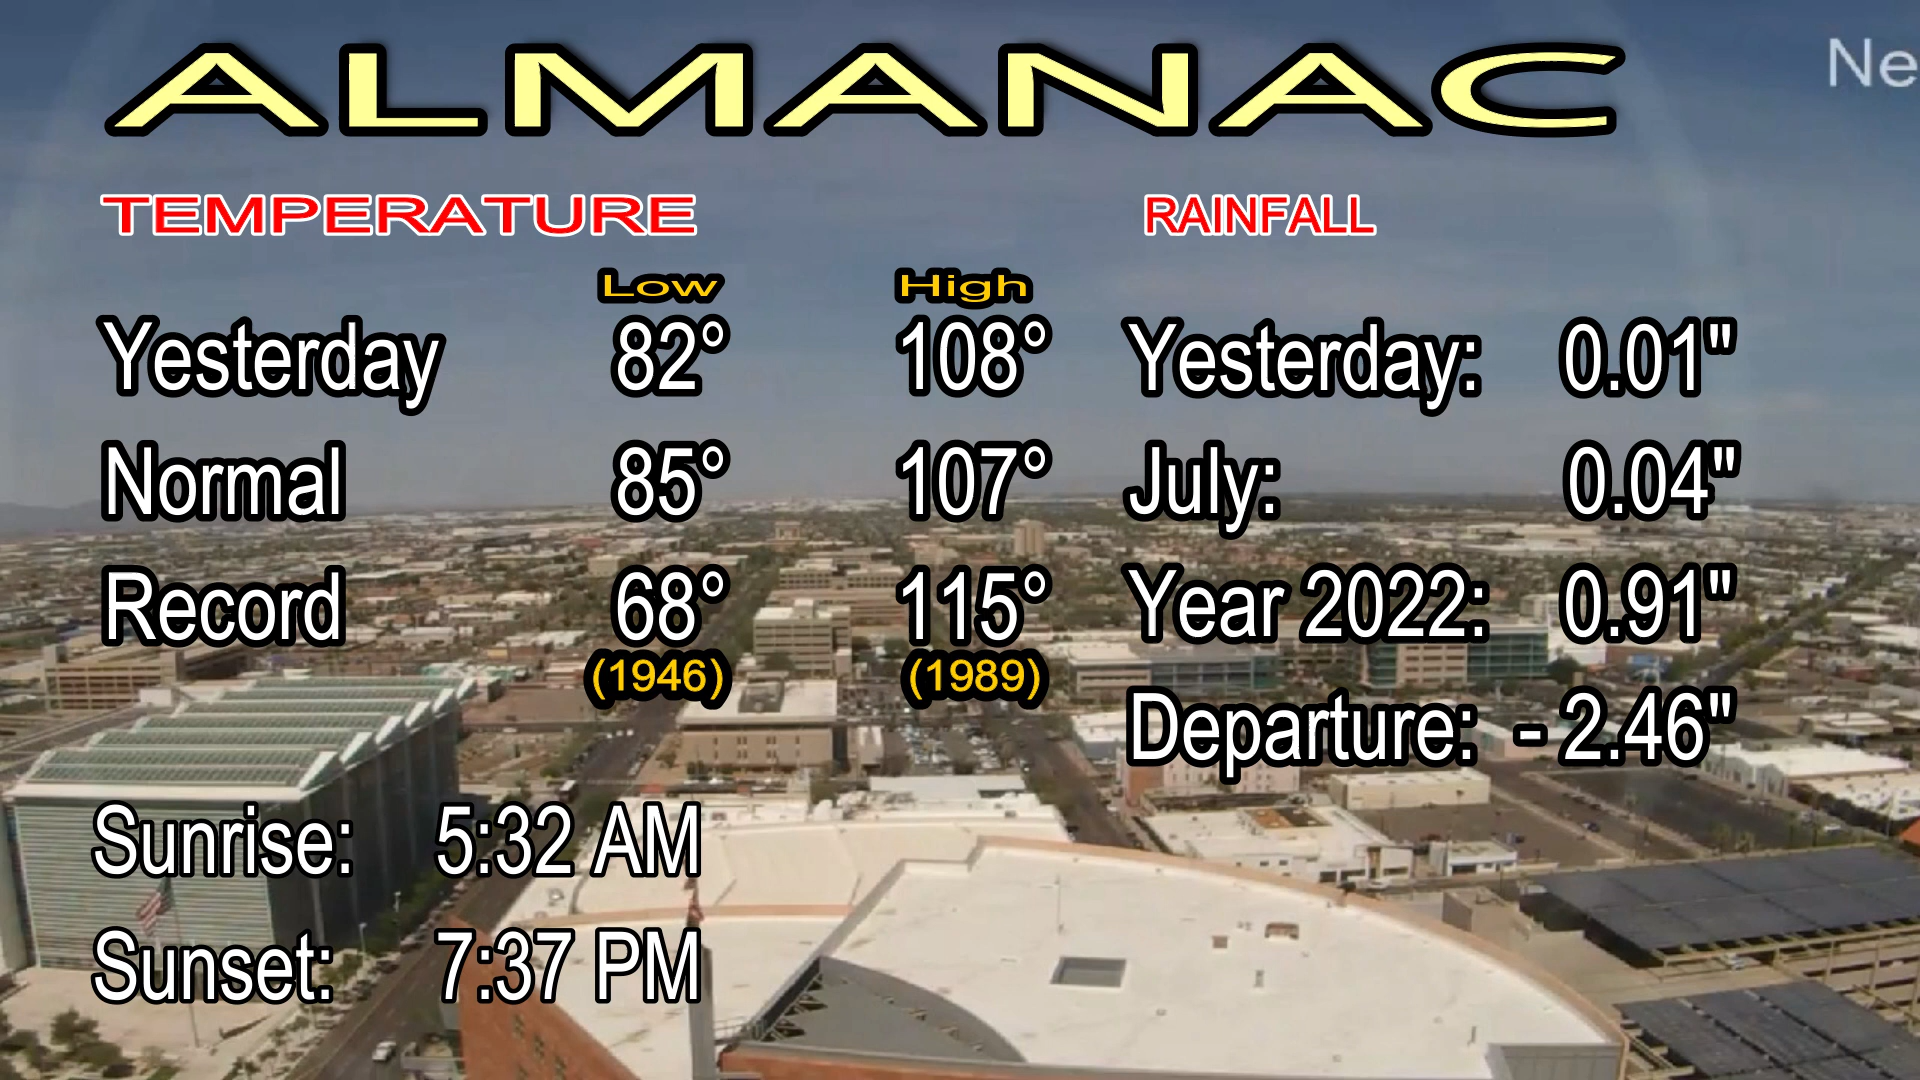 ALMANAC
Ne
TEMPERATURE
RAINFALL
Low High
Yesterday 82° 108°
Normal 85° 107°
Record 68° 115°
(1946) (1989)
Yesterday: 0.01"
July: 0.04"
Year 2022: 0.91"
Departure: - 2.46"
Sunrise: 5:32 AM
Sunset: 7:37 PM